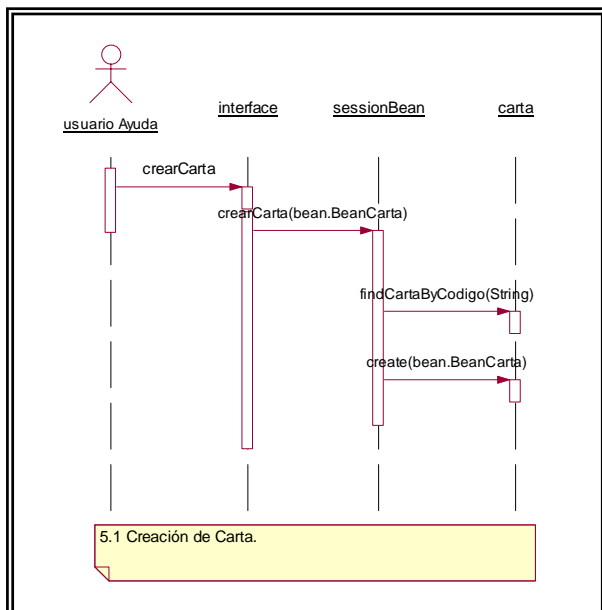 usuario Ayuda
interface
sessionBean
carta
crearCarta
crearCarta(bean.BeanCarta)
findCartaByCodigo(String)
create(bean.BeanCarta)
5.1 Creación de Carta.